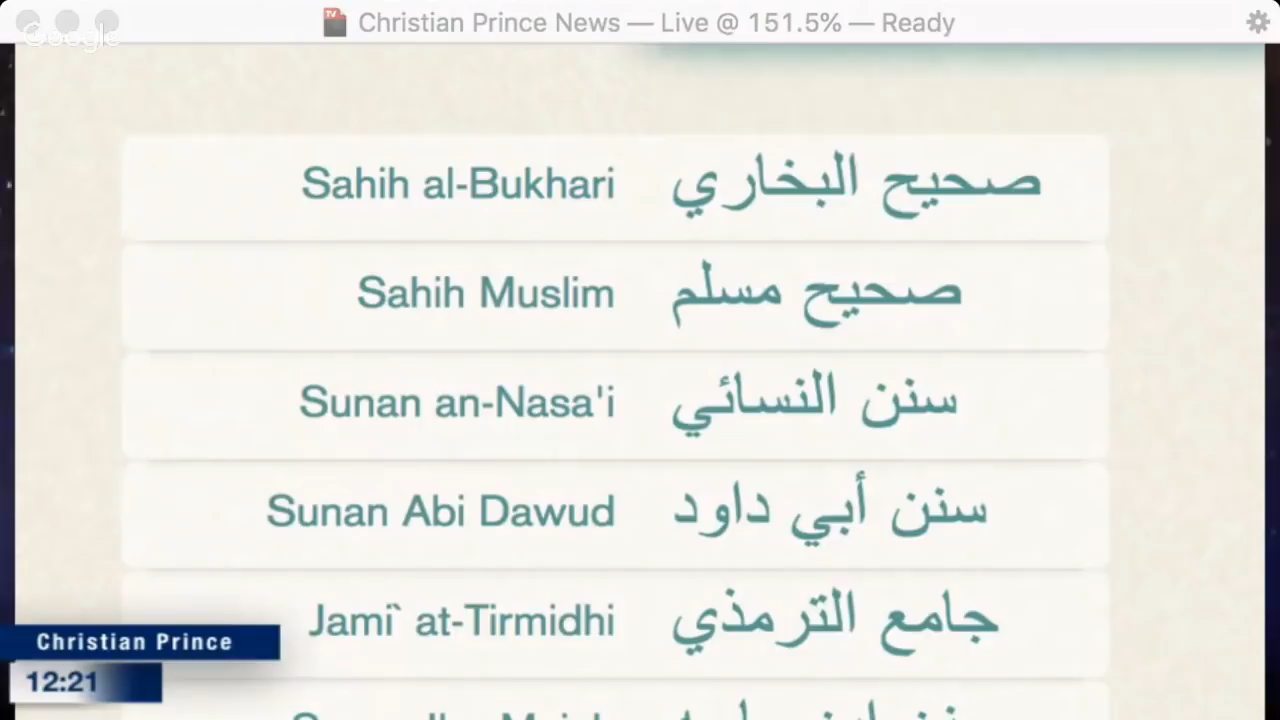 Christian Prince News — Live @ 151.5% — Ready
Google
Sahih al-Bukhari صحيح البخاري
Sahih Muslim صحيح مسلم
Sunan an-Nasa'i سنن النسائي
Sunan Abi Dawud سنن أبي داود
Jami` at-Tirmidhi جامع الترمذي
Christian Prince
12:21